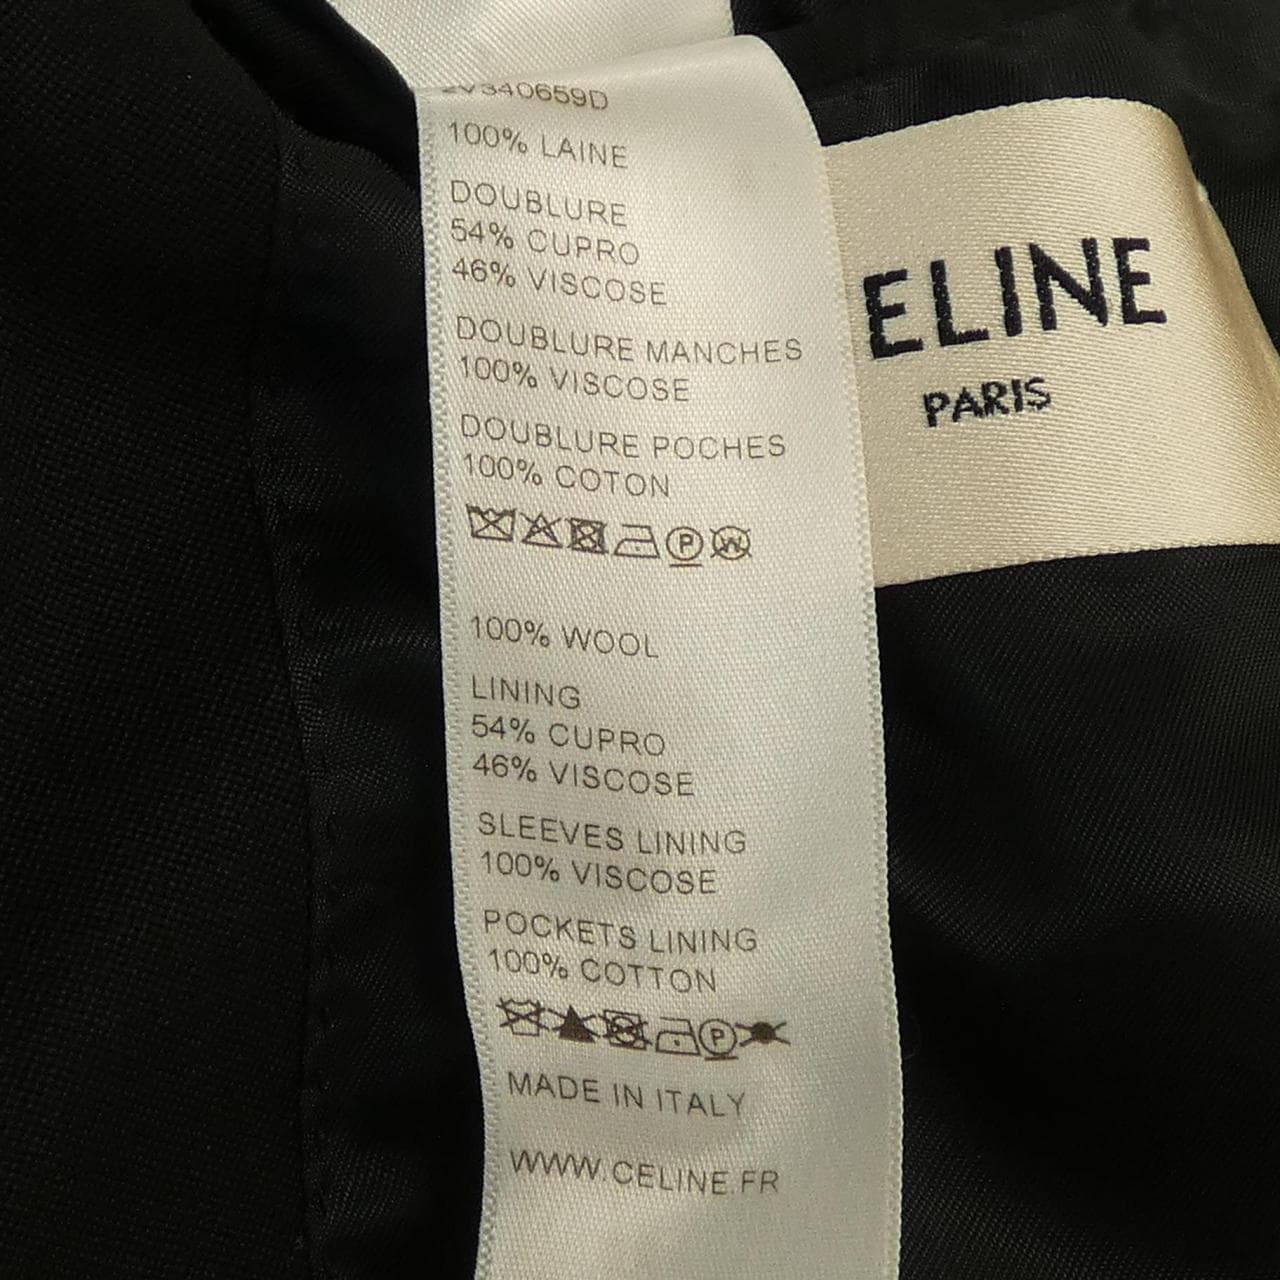 340659D
100% LAINE
DOUBLURE
54% CUPRO
46% VISCOSE
DOUBLURE MANCHES
100% VISCOSE
DOUBLURE POCHES
100% COTON
P W
100% WOOL
LINING
54% CUPRO
46% VISCOSE
SLEEVES LINING
100% VISCOSE
POCKETS LINING
100% COTTON
P
MADE IN ITALY
WWW.CELINE.FR
ELINE
PARIS